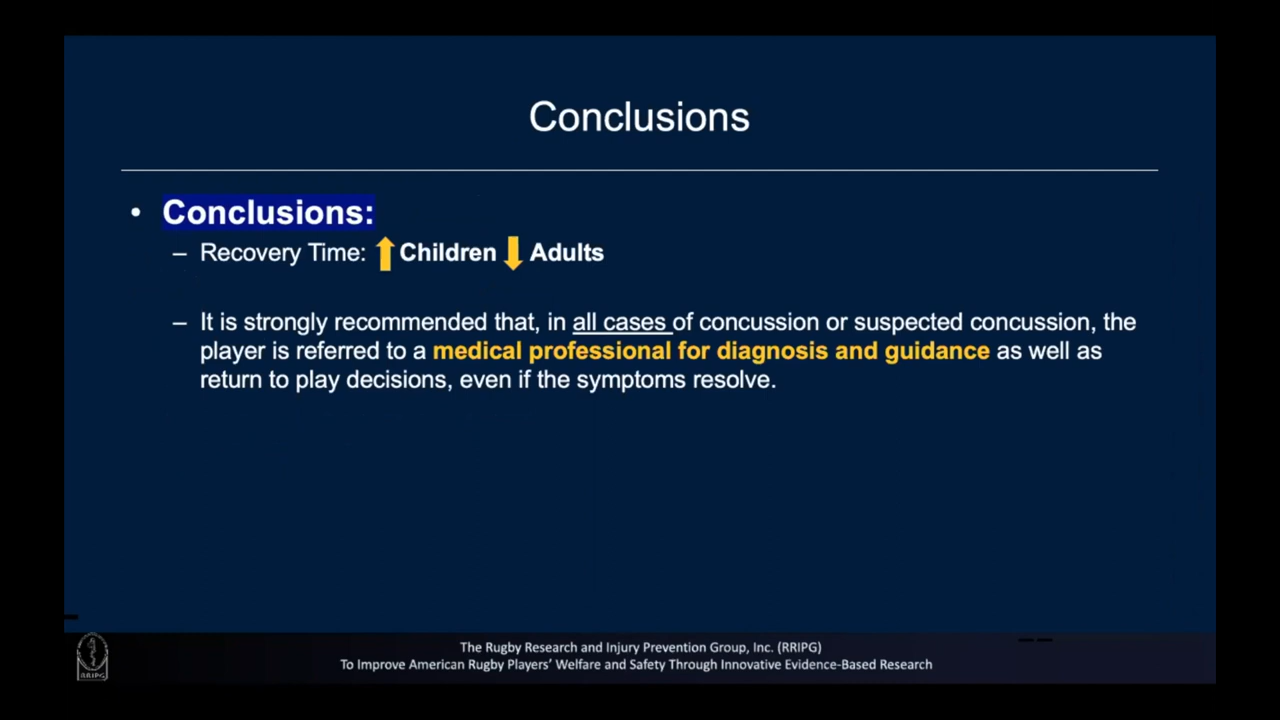 Conclusions
• Conclusions:
– Recovery Time: ⬆ Children ⬇ Adults
– It is strongly recommended that, in all cases of concussion or suspected concussion, the
player is referred to a medical professional for diagnosis and guidance as well as
return to play decisions, even if the symptoms resolve.
The Rugby Research and Injury Prevention Group, Inc. (RRIPG)
To Improve American Rugby Players' Welfare and Safety Through Innovative Evidence-Based Research
RRIPG